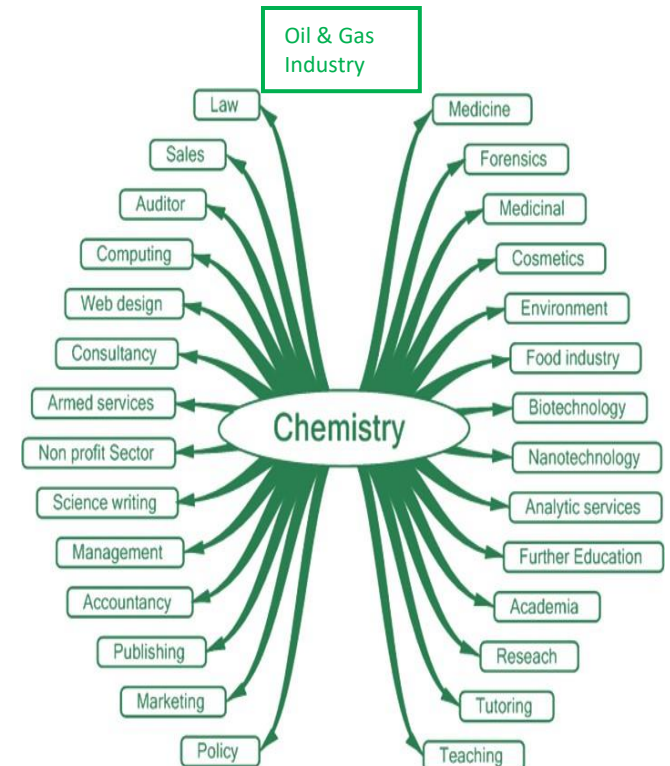 Oil & Gas
Industry
Law
Medicine
Sales
Forensics
Auditor
Medicinal
Computing
Cosmetics
Web design
Environment
Consultancy
Food industry
Armed services
Biotechnology
Chemistry
Non profit Sector
Nanotechnology
Science writing
Analytic services
Management
Further Education
Accountancy
Academia
Publishing
Reseach
Marketing
Tutoring
Policy
Teaching